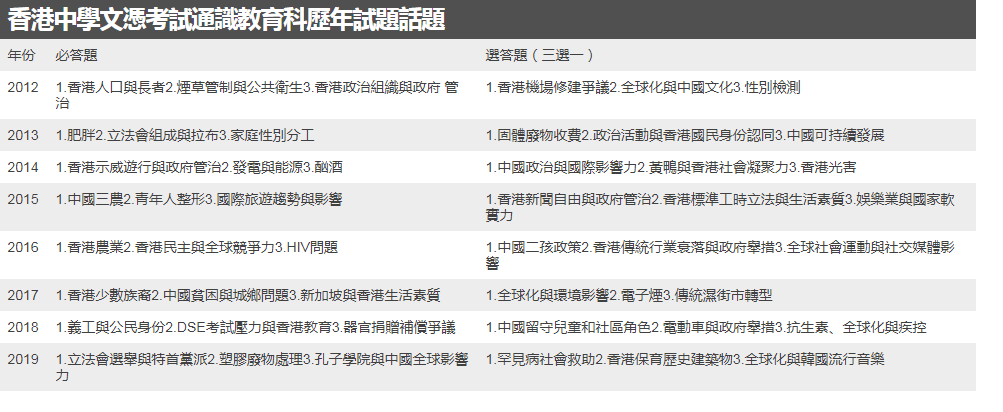 香港中學文憑考試通識教育科歷年試題話題
年份 必答題 選答題（三選一）
2012 1.香港人口與長者2.煙草管制與公共衛生3.香港政治組織與政府 管治 1.香港機場修建爭議2.全球化與中國文化3.性別檢測
2013 1.肥胖2.立法會組成與拉布3.家庭性別分工 1.固體廢物收費2.政治活動與香港國民身份認同3.中國可持續發展
2014 1.香港示威遊行與政府管治2.發電與能源3.酗酒 1.中國政治與國際影響力2.黃鴨與香港社會凝聚力3.香港光害
2015 1.中國三農2.青年人整形3.國際旅遊趨勢與影響 1.香港新聞自由與政府管治2.香港標準工時立法與生活素質3.娛樂業與國家軟實力
2016 1.香港農業2.香港民主與全球競爭力3.HIV問題 1.中國二孩政策2.香港傳統行業衰落與政府舉措3.全球社會運動與社交媒體影響
2017 1.香港少數族裔2.中國貧困與城鄉問題3.新加坡與香港生活素質 1.全球化與環境影響2.電子煙3.傳統濕街市轉型
2018 1.義工與公民身份2.DSE考試壓力與香港教育3.器官捐贈補償爭議 1.中國留守兒童和社區角色2.電動車與政府舉措3.抗生素、全球化與疾控
2019 1.立法會選舉與特首黨派2.塑膠廢物處理3.孔子學院與中國全球影響力 1.罕見病社會救助2.香港保育歷史建築物3.全球化與韓國流行音樂